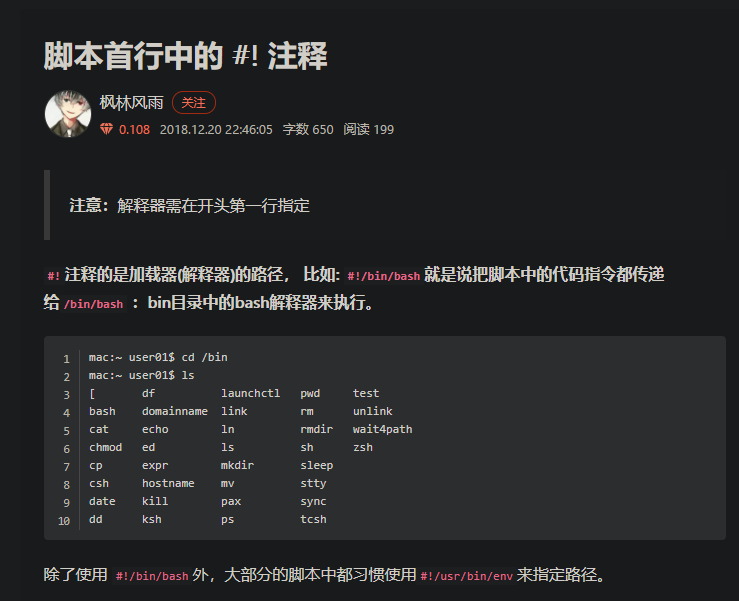 脚本首行中的 #! 注释
枫林风雨 关注
0.108 2018.12.20 22:46:05 字数 650 阅读 199
注意：解释器需在开头第一行指定
#! 注释的是加载器(解释器)的路径， 比如: #!/bin/bash 就是说把脚本中的代码指令都传递
给 /bin/bash ：bin目录中的bash解释器来执行。
1 mac:~ user01$ cd /bin
2 mac:~ user01$ ls
3 [ df launchctl pwd test
4 bash domainname link rm unlink
5 cat echo ln rmdir wait4path
6 chmod ed ls sh zsh
7 cp expr mkdir sleep
8 csh hostname mv stty
9 date kill pax sync
10 dd ksh ps tcsh
除了使用 #!/bin/bash 外，大部分的脚本中都习惯使用 #!/usr/bin/env 来指定路径。